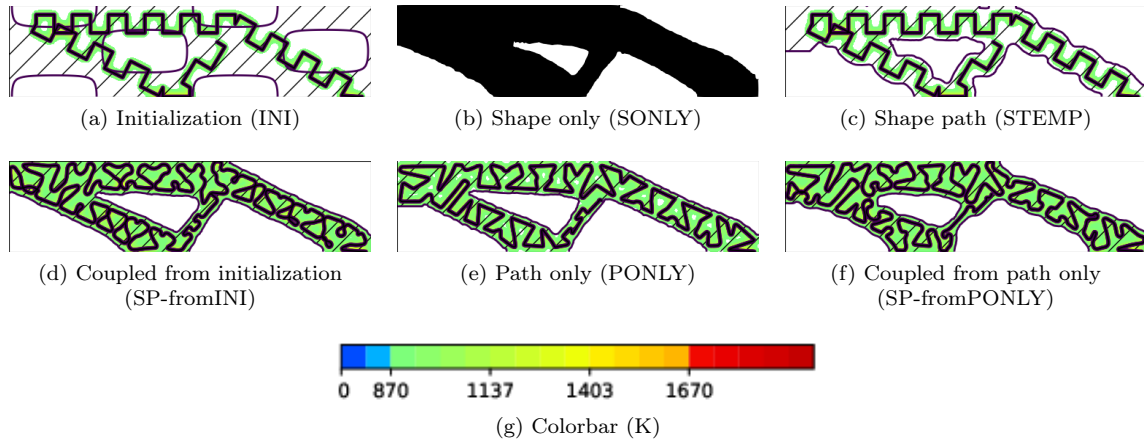 (a) Initialization (INI)
(b) Shape only (SONLY)
(c) Shape path (STEMP)
(d) Coupled from initialization
(SP-fromINI)
(e) Path only (PONLY)
(f) Coupled from path only
(SP-fromPONLY)
0 870 1137 1403 1670
(g) Colorbar (K)